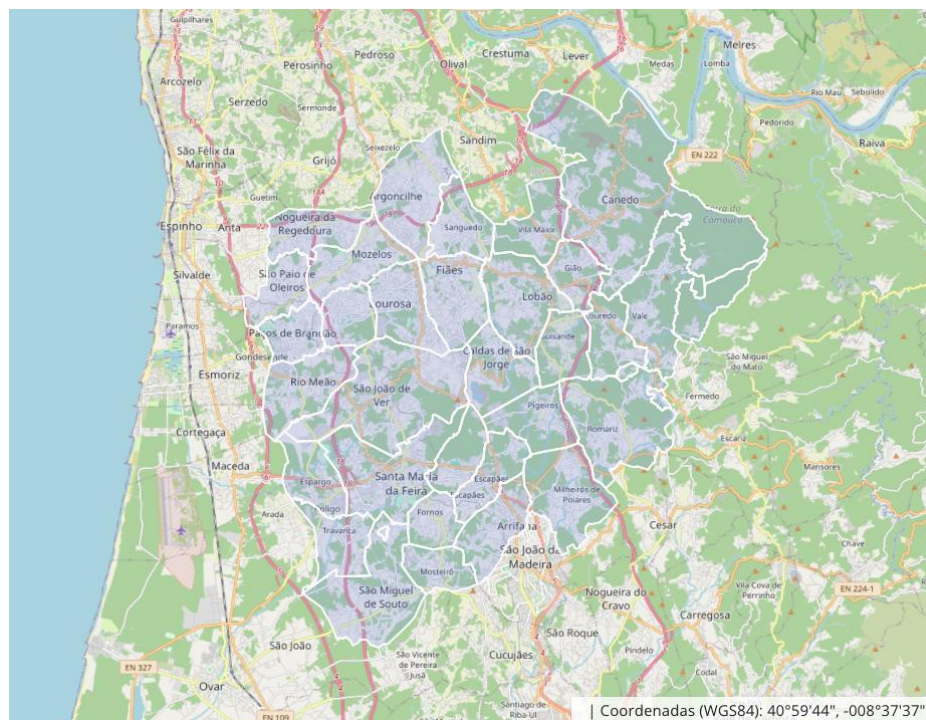 Gulpilhares
Pedroso
Crestuma
Melres
Perosinho
Olival
Lever
Medas
Lomba
Arcozelo
Rio Mau
Sebolido
Serzedo
Sermonde
Pedorido
Seixezelo
Sandim
Raiva
São Félix da
Marinha
Grijó
EN 222
Argoncilhe
Canedo
Guetim
Espinho
Anta
Nogueira da
Regedoura
Sanguedo
Vila Maior
Mozelos
Fiães
Gião
Silvalde
São Paio de
Oleiros
Lourosa
Lobão
Paramos
Paços de Brandão
Louredo
Vale
Guisande
Gondesende
Caldas de São
Jorge
São Miguel
do Mato
Esmoriz
Rio Meão
São João de
Ver
Fermedo
Pigeiros
Cortegaça
Romariz
Escariz
Maceda
Mansores
Espargo
Santa Maria
da Feira
Escapães
Escapães
Milheirós de
Poiares
Arada
Fornos
Travanca
Arrifana
Cesar
Chave
São João da
Madeira
Mosteirô
São Miguel
de Souto
Vila Cova de
Perrinho
EN 224-1
Nogueira do
Cravo
Carregosa
São João
São Roque
EN 327
São Vicente
de Pereira
Jusã
Cucujães
Pindelo
Codal
Ovar
EN 109
Santiago de
Riba-Ul
| Coordenadas (WGS84): 40°59'44", -008°37'37"